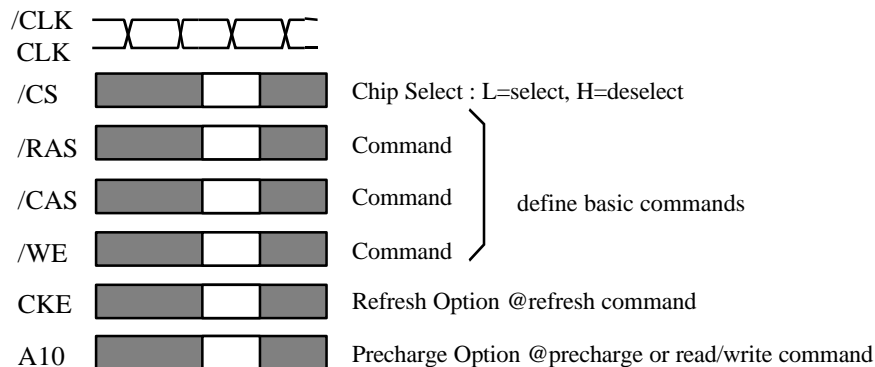 /CLK
CLK
/CS Chip Select : L=select, H=deselect
/RAS Command
/CAS Command define basic commands
/WE Command
CKE Refresh Option @refresh command
A10 Precharge Option @precharge or read/write command